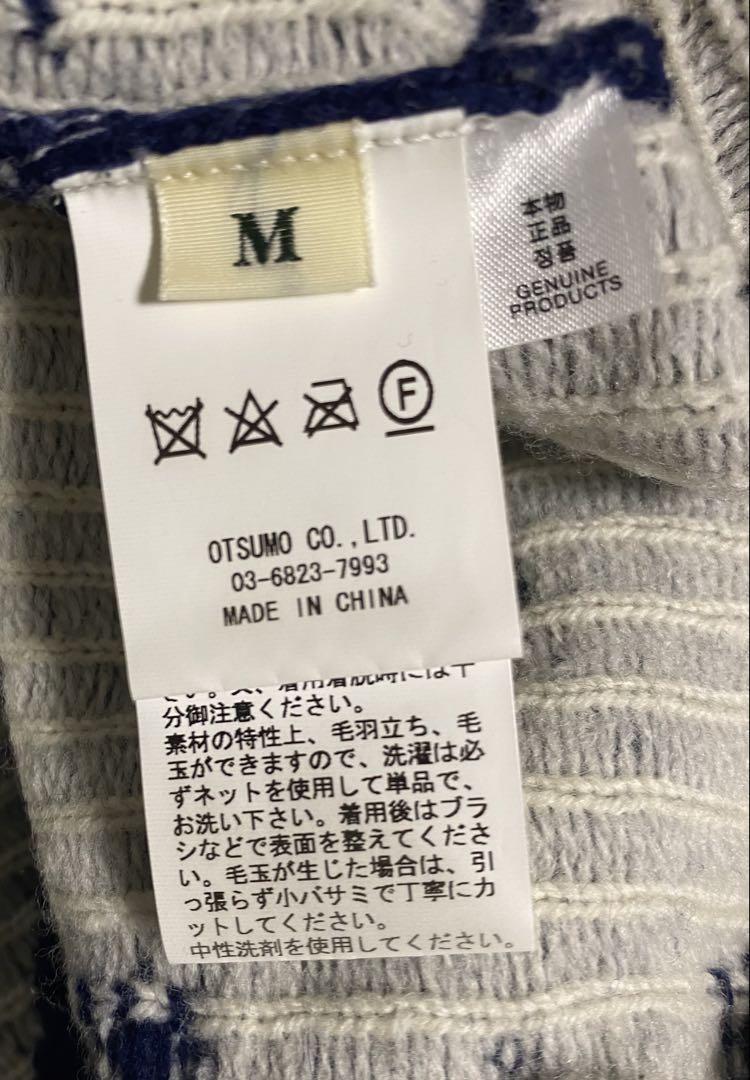 M
本物
正品
정품
GENUINE
PRODUCTS
F
OTSUMO CO.,LTD.
03-6823-7993
MADE IN CHINA
分御注意ください。
素材の特性上、毛羽立ち、毛
玉ができますので、洗濯は必
ずネットを使用して単品で、
お洗い下さい。着用後はブラ
シなどで表面を整えてくださ
い。毛玉が生じた場合は、引
っ張らず小バサミで丁寧にカ
ットしてください。
中性洗剤を使用してください。